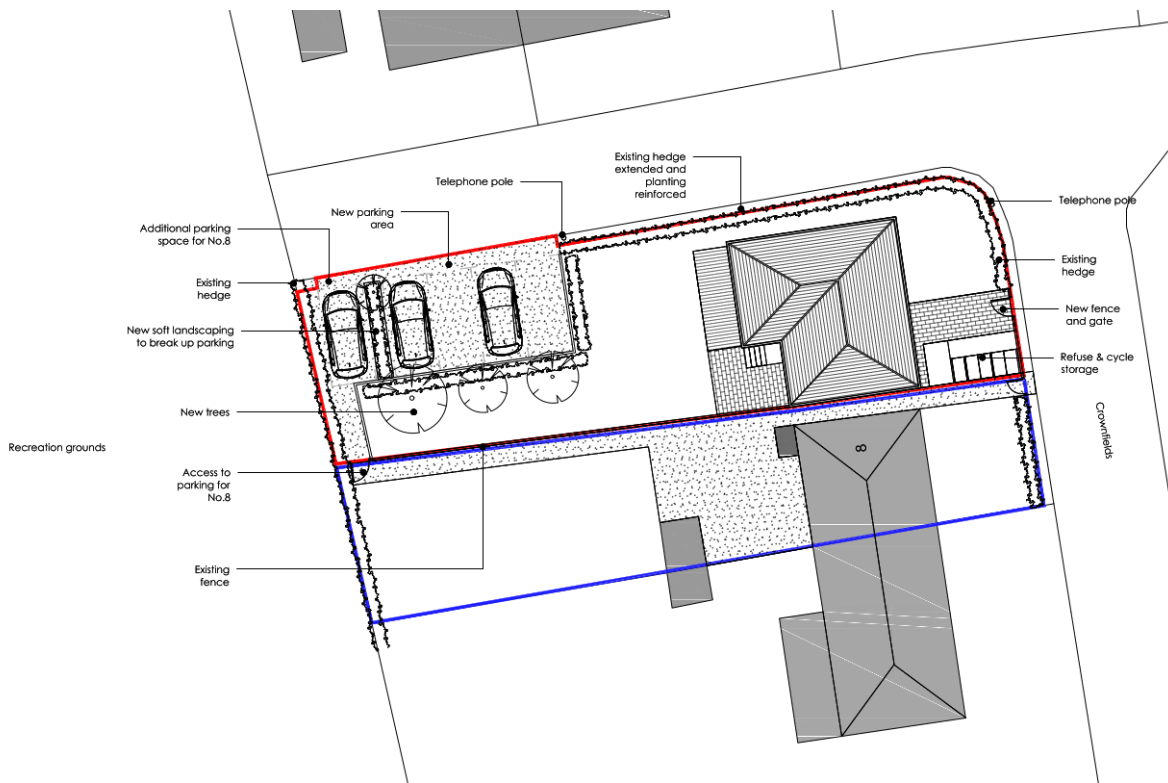 Existing hedge
extended and
planting
reinforced
Telephone pole
Telephone pole
New parking
area
Additional parking
space for No.8
Existing
hedge
Existing
hedge
New soft landscaping
to break up parking
New fence
and gate
Refuse & cycle
storage
New trees
Recreation grounds
Crownfields
8
Access to
parking for
No.8
Existing
fence